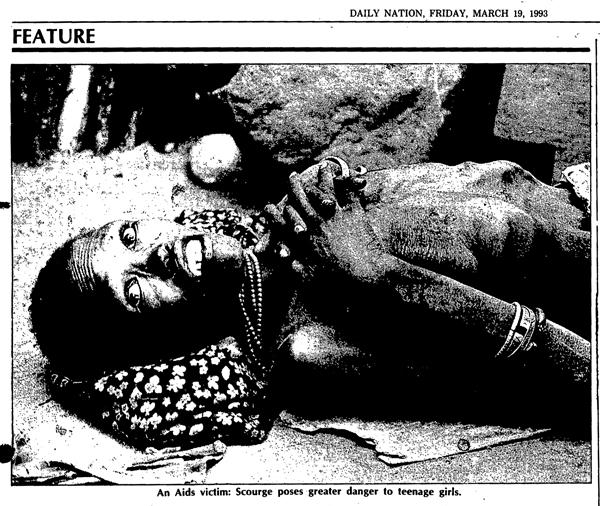 DAILY NATION, FRIDAY, MARCH 19, 1993
FEATURE
An Aids victim: Scourge poses greater danger to teenage girls.